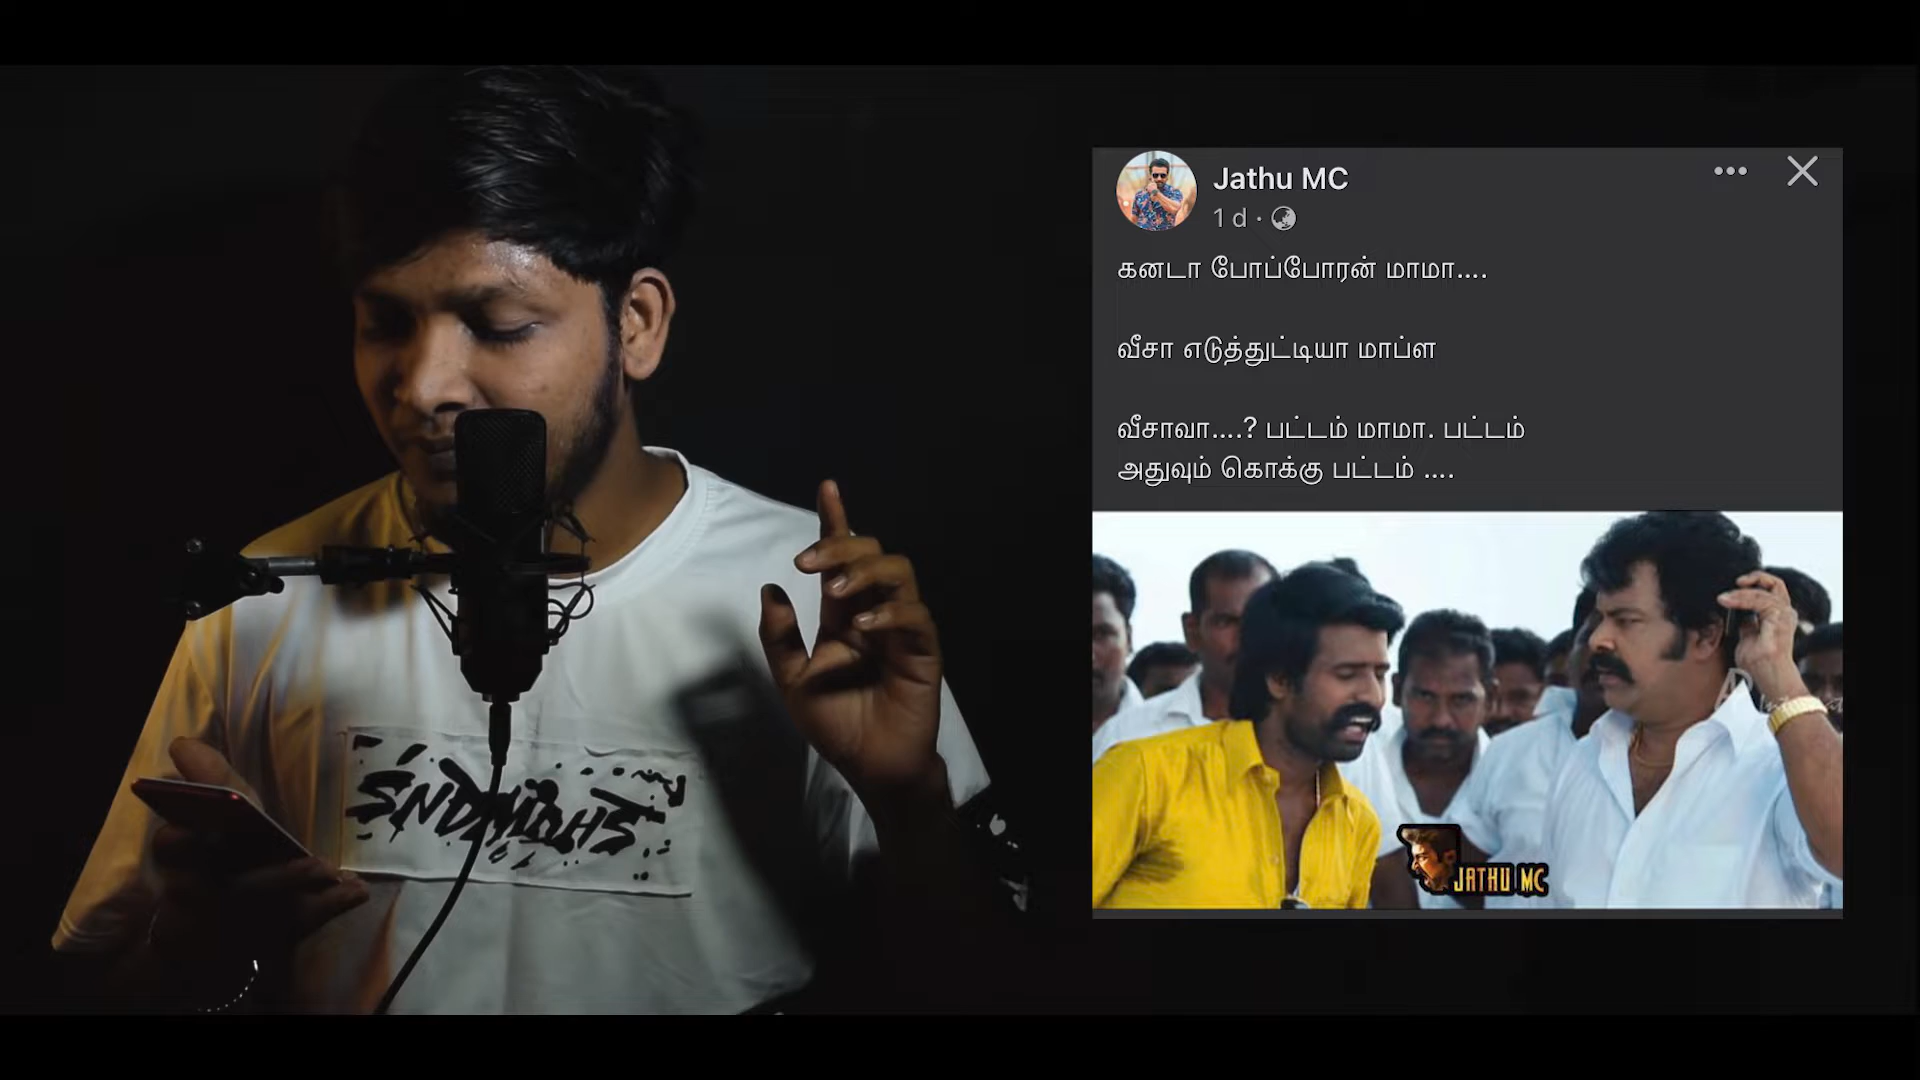 Jathu MC
1 d ·
கனடா போப்போரன் மாமா....
வீசா எடுத்துட்டியா மாப்ள
வீசாவா....? பட்டம் மாமா. பட்டம்
அதுவும் கொக்கு பட்டம் ....
JATHU MC